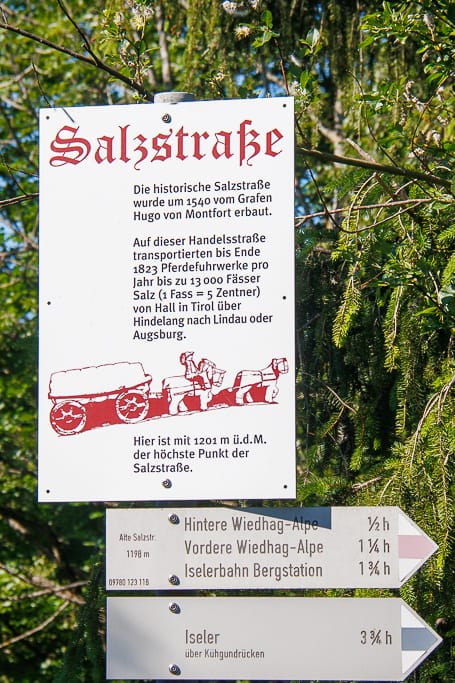 Salzstraße
Die historische Salzstraße
wurde um 1540 vom Grafen
Hugo von Montfort erbaut.
Auf dieser Handelsstraße
transportierten bis Ende
1823 Pferdefuhrwerke pro
Jahr bis zu 13 000 Fässer
Salz (1 Fass = 5 Zentner)
von Hall in Tirol über
Hindelang nach Lindau oder
Augsburg.
Hier ist mit 1201 m ü.d.M.
der höchste Punkt der
Salzstraße.
Alte Salzstr.
1198 m
09780 123 118
Hintere Wiedhag-Alpe ½ h
Vordere Wiedhag-Alpe 1 ¼ h
Iselerbahn Bergstation 1 ¾ h
Iseler 3 ¾ h
über Kühgundrücken